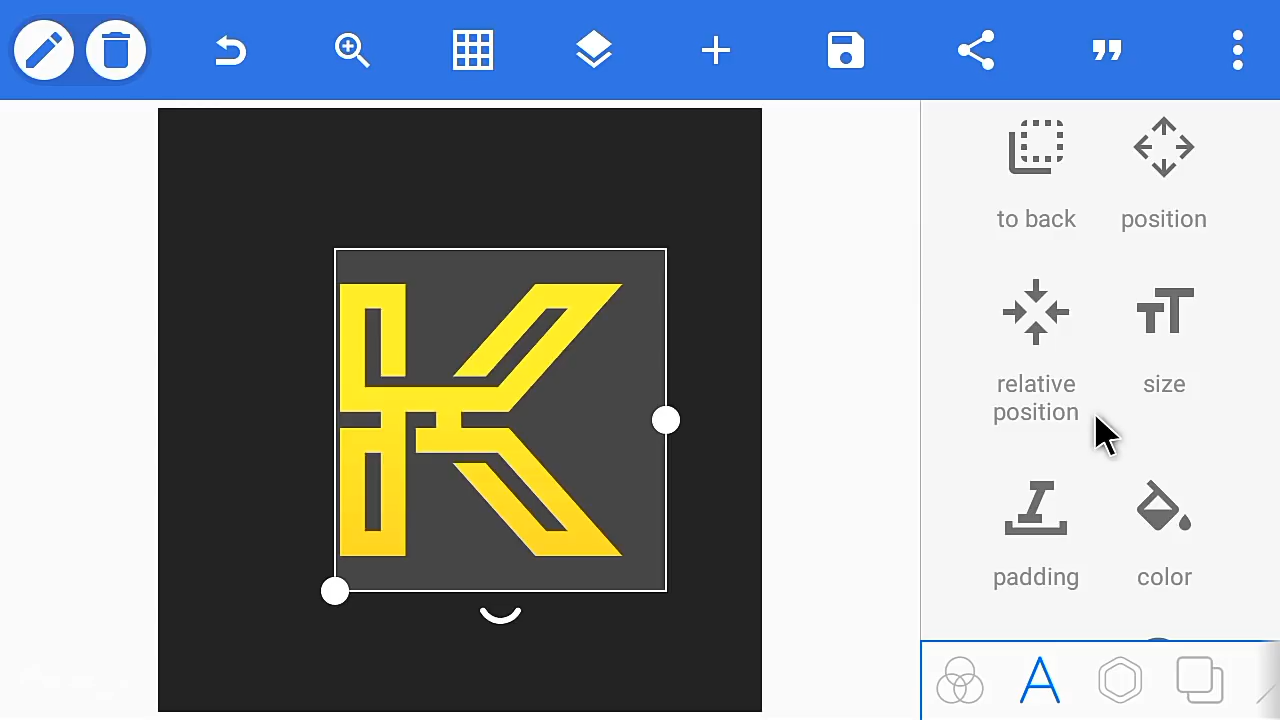 to back
position
K
relative
position
size
padding
color